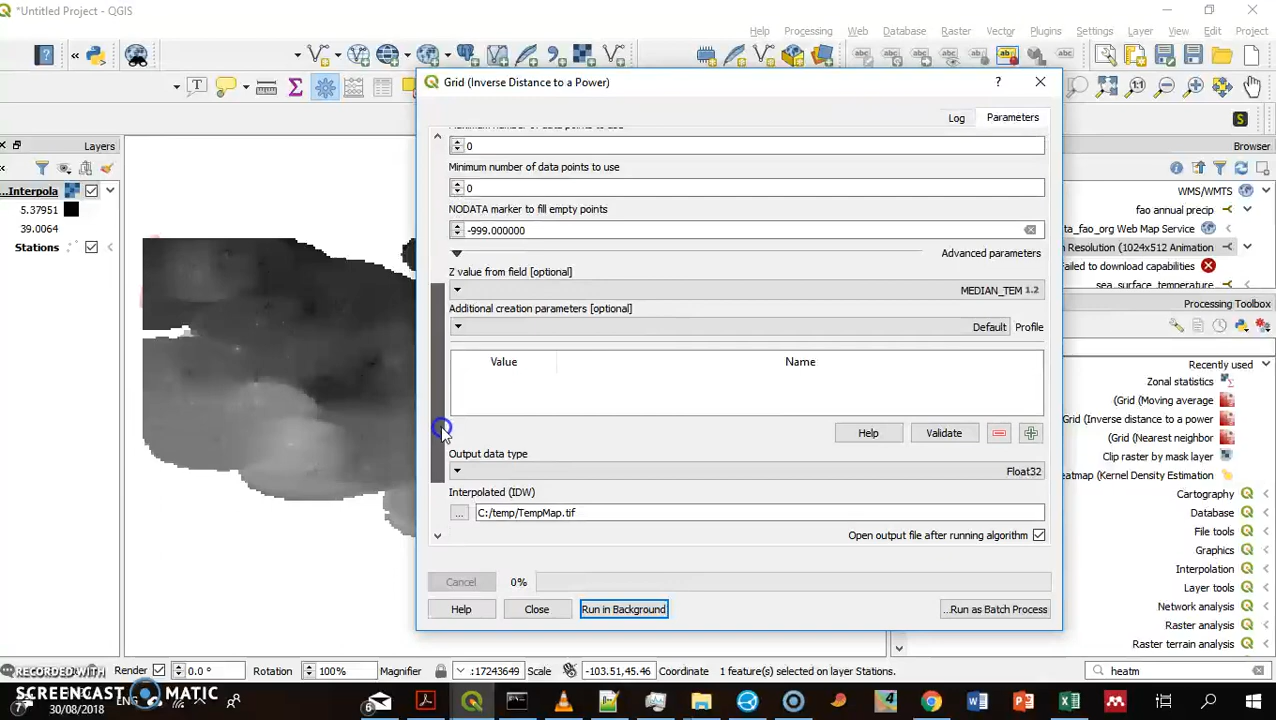 *Untitled Project - QGIS
Help Processing Web Database Raster Vector Plugins Settings Layer View Edit Project
Grid (Inverse Distance to a Power)
Log Parameters
0
Minimum number of data points to use
0
NODATA marker to fill empty points
-999.000000
Advanced parameters
Z value from field [optional]
MEDIAN_TEM 1.2
Additional creation parameters [optional]
Default Profile
Value Name
Help Validate
Output data type
Float32
Interpolated (IDW)
... C:/temp/TempMap.tif
Open output file after running algorithm
Cancel 0%
Help Close Run in Background ...Run as Batch Process
Layers
...Interpola
5.37951
39.0064
Stations
Browser
WMS/WMTS
fao annual precip
ta_fao_org Web Map Service
n Resolution (1024x512 Animation
failed to download capabilities
sea_surface_temperature
Processing Toolbox
Recently used
Zonal statistics
(Grid (Moving average
Grid (Inverse distance to a power
(Grid (Nearest neighbor
Clip raster by mask layer
Heatmap (Kernel Density Estimation
Cartography
Database
File tools
Graphics
Interpolation
Layer tools
Network analysis
Raster analysis
Raster terrain analysis
heatm
Render 0.0 ° Rotation 100% Magnifier :17243649 Scale -103.51,45.46 Coordinate 1 feature(s) selected on layer Stations.
RECORDED WITH
SCREENCAST MATIC
ENG
30/08/2018